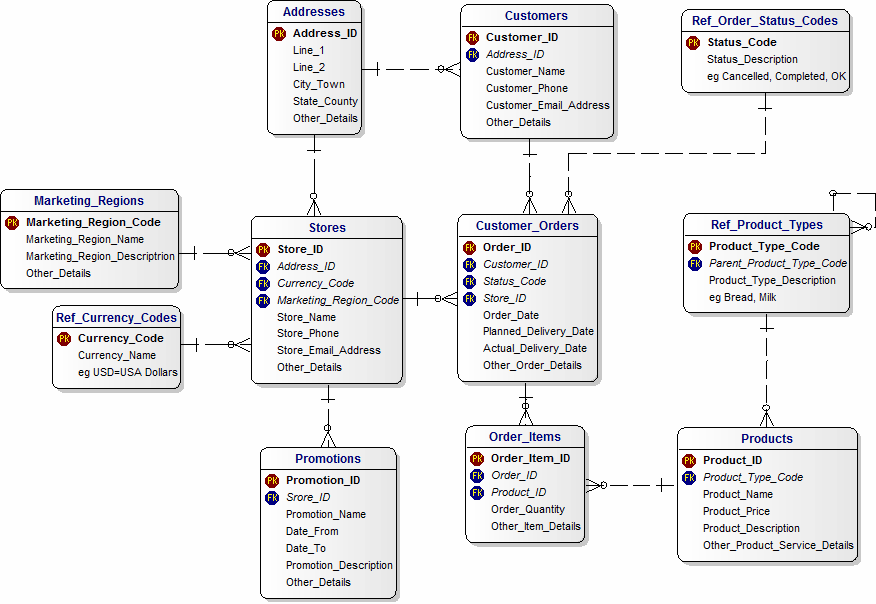 Addresses
PK Address_ID
Line_1
Line_2
City_Town
State_County
Other_Details
Customers
FK Customer_ID
FK Address_ID
Customer_Name
Customer_Phone
Customer_Email_Address
Other_Details
Ref_Order_Status_Codes
PK Status_Code
Status_Description
eg Cancelled, Completed, OK
Marketing_Regions
PK Marketing_Region_Code
Marketing_Region_Name
Marketing_Region_Descriptrion
Other_Details
Stores
PK Store_ID
FK Address_ID
FK Currency_Code
FK Marketing_Region_Code
Store_Name
Store_Phone
Store_Email_Address
Other_Details
Customer_Orders
FK Order_ID
FK Customer_ID
FK Status_Code
FK Store_ID
Order_Date
Planned_Delivery_Date
Actual_Delivery_Date
Other_Order_Details
Ref_Product_Types
PK Product_Type_Code
FK Parent_Product_Type_Code
Product_Type_Description
eg Bread, Milk
Ref_Currency_Codes
PK Currency_Code
Currency_Name
eg USD=USA Dollars
Promotions
PK Promotion_ID
FK Srore_ID
Promotion_Name
Date_From
Date_To
Promotion_Description
Other_Details
Order_Items
PK Order_Item_ID
FK Order_ID
FK Product_ID
Order_Quantity
Other_Item_Details
Products
PK Product_ID
FK Product_Type_Code
Product_Name
Product_Price
Product_Description
Other_Product_Service_Details